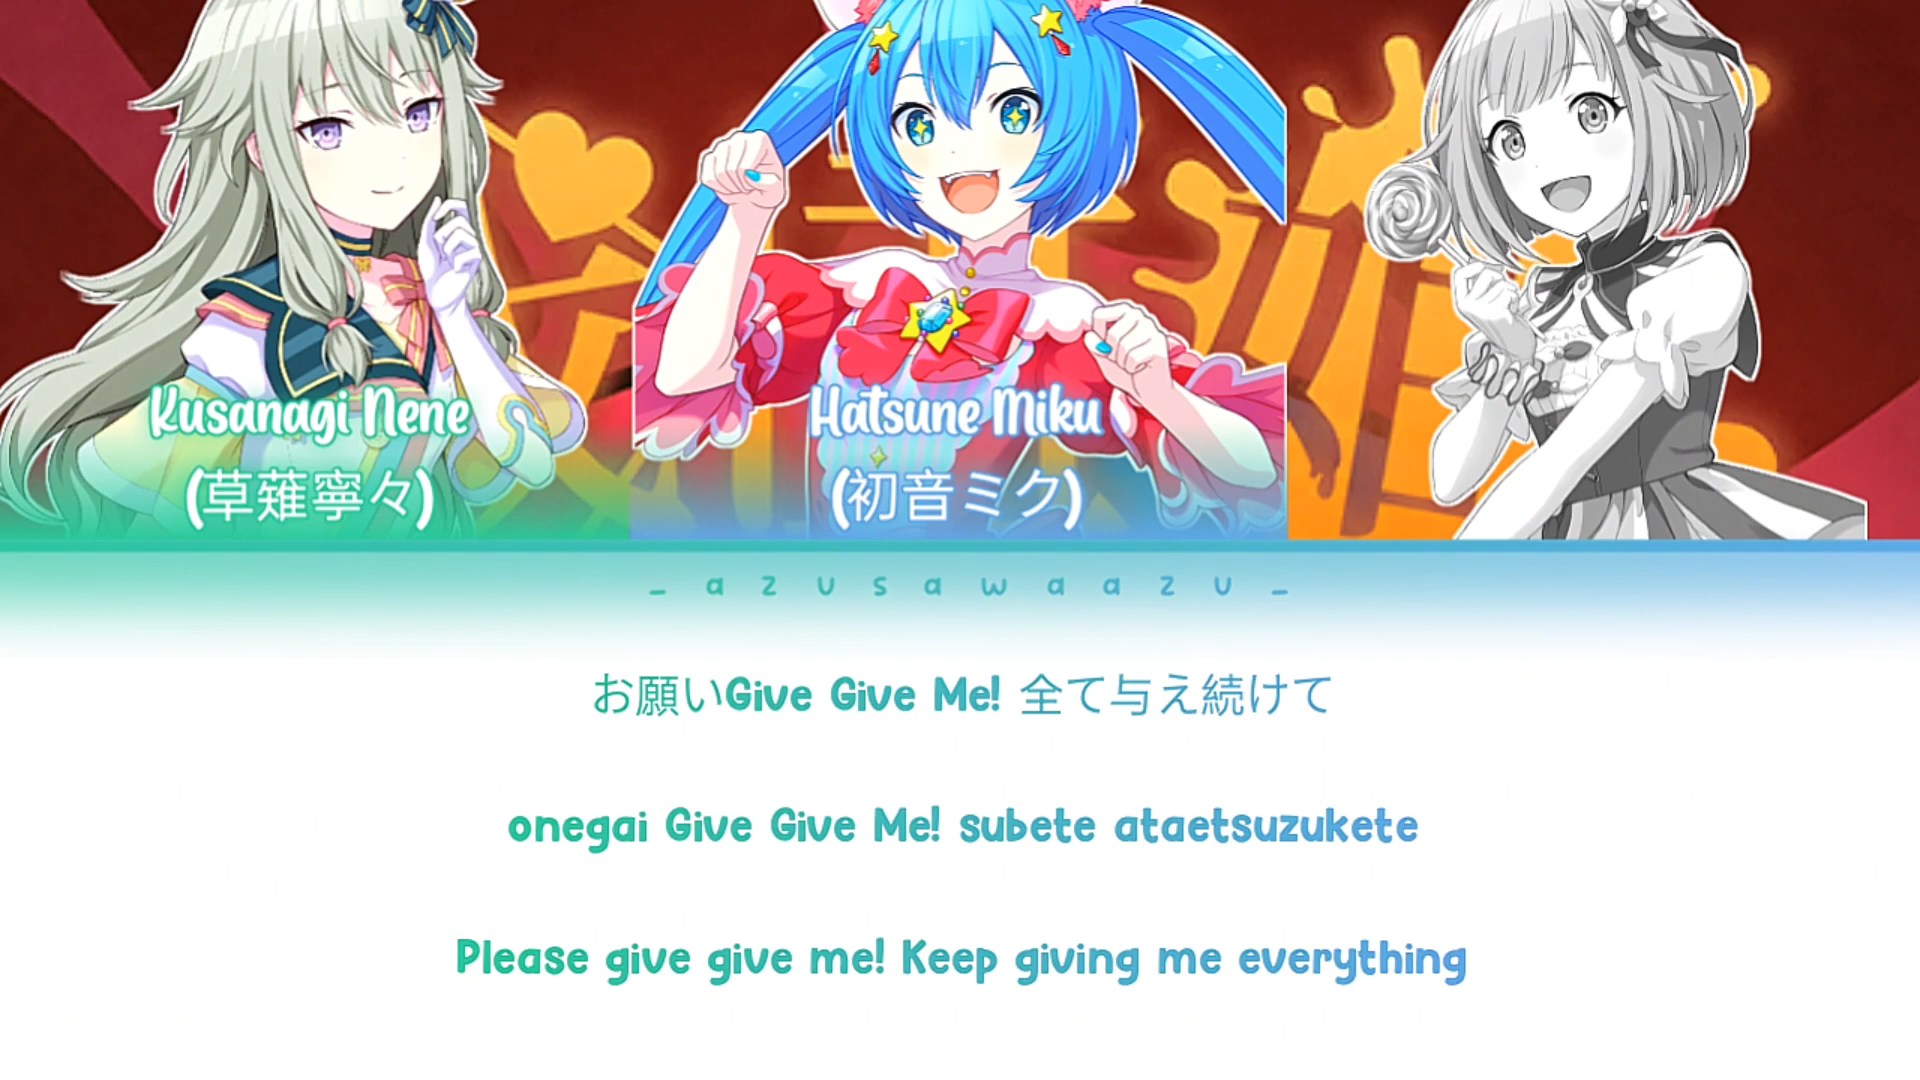 Kusanagi Nene
(草薙寧々)
Hatsune Miku
(初音ミク)
_ a z u s a w a a z u _
お願いGive Give Me! 全て与え続けて
onegai Give Give Me! subete ataetsuzukete
Please give give me! Keep giving me everything